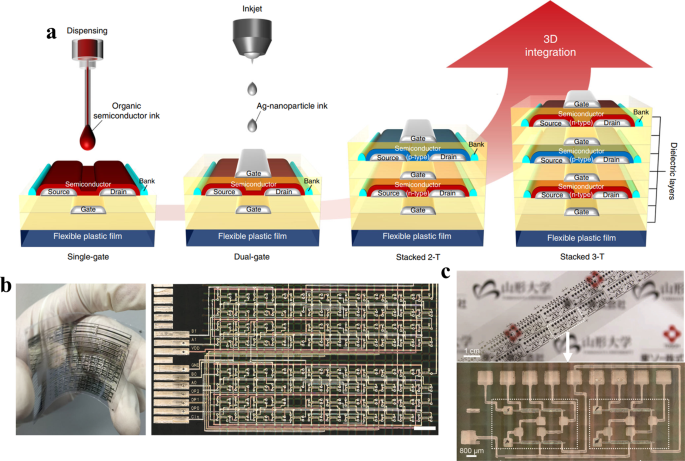 a
Dispensing
Organic
semiconductor ink
Semiconductor
Bank
Source
Drain
Gate
Flexible plastic film
Single-gate
Inkjet
Ag-nanoparticle ink
Gate
Semiconductor
Bank
Source
Drain
Gate
Flexible plastic film
Dual-gate
Gate
Semiconductor
Source
(n-type)
Drain
Gate
Semiconductor
Bank
Source
(p-type)
Drain
Gate
Flexible plastic film
Stacked 2-T
3D
integration
Gate
Semiconductor
Bank
Source
(p-type)
Drain
Gate
Semiconductor
Bank
Source
(n-type)
Drain
Gate
Semiconductor
Bank
Source
(p-type)
Drain
Gate
Flexible plastic film
Stacked 3-T
Dielectric layers
b
c
山形大学
山形大学
1 cm
800 μm